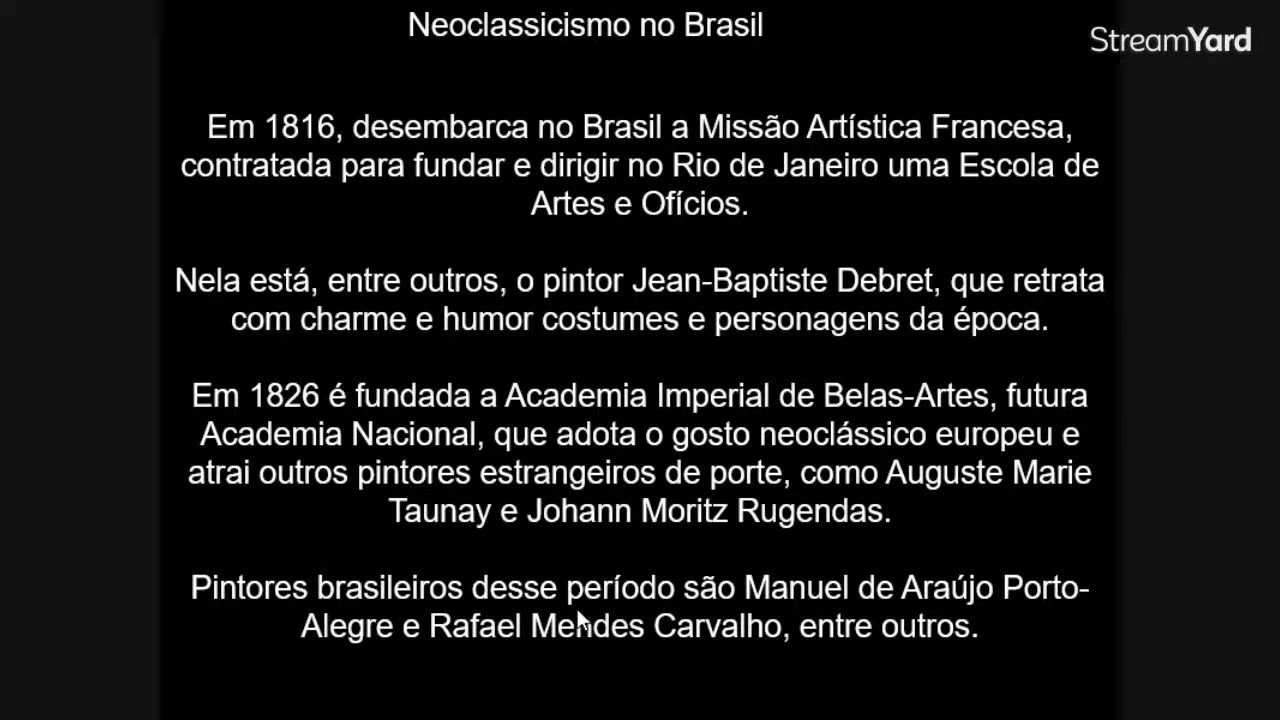 Neoclassicismo no Brasil
StreamYard
Em 1816, desembarca no Brasil a Missão Artística Francesa,
contratada para fundar e dirigir no Rio de Janeiro uma Escola de
Artes e Ofícios.
Nela está, entre outros, o pintor Jean-Baptiste Debret, que retrata
com charme e humor costumes e personagens da época.
Em 1826 é fundada a Academia Imperial de Belas-Artes, futura
Academia Nacional, que adota o gosto neoclássico europeu e
atrai outros pintores estrangeiros de porte, como Auguste Marie
Taunay e Johann Moritz Rugendas.
Pintores brasileiros desse período são Manuel de Araújo Porto-
Alegre e Rafael Mendes Carvalho, entre outros.